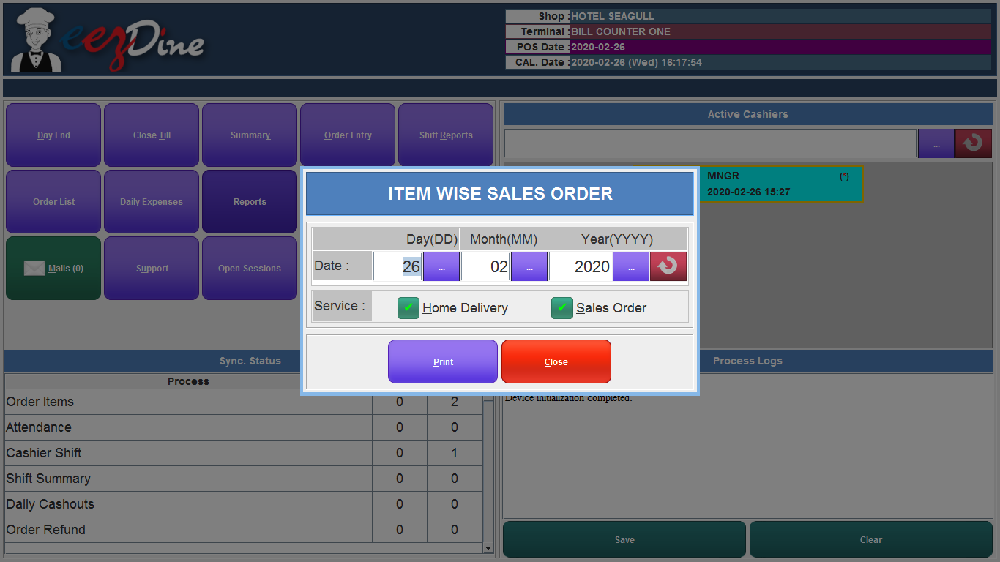 eezDine
Shop : HOTEL SEAGULL
Terminal : BILL COUNTER ONE
POS Date : 2020-02-26
CAL. Date : 2020-02-26 (Wed) 16:17:54
Day End Close Till Summary Order Entry Shift Reports
Order List Daily Expenses Reports
Mails (0) Support Open Sessions
Active Cashiers
...
MNGR (*)
2020-02-26 15:27
ITEM WISE SALES ORDER
Day(DD) Month(MM) Year(YYYY)
Date : 26 ... 02 ... 2020 ...
Service : Home Delivery Sales Order
Print Close
Sync. Status
Process
Order Items 0 2
Attendance 0 0
Cashier Shift 0 1
Shift Summary 0 0
Daily Cashouts 0 0
Order Refund 0 0
Process Logs
Device initialization completed.
Save Clear